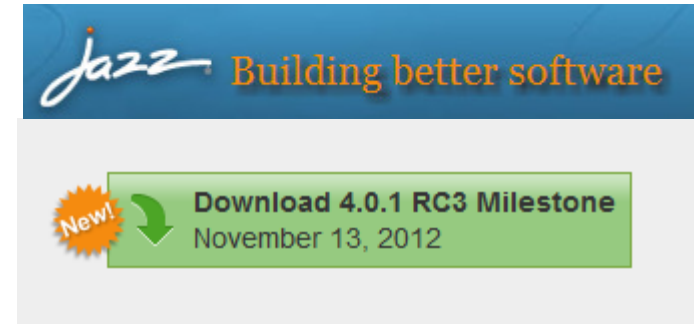 jazz Building better software
New!
Download 4.0.1 RC3 Milestone
November 13, 2012